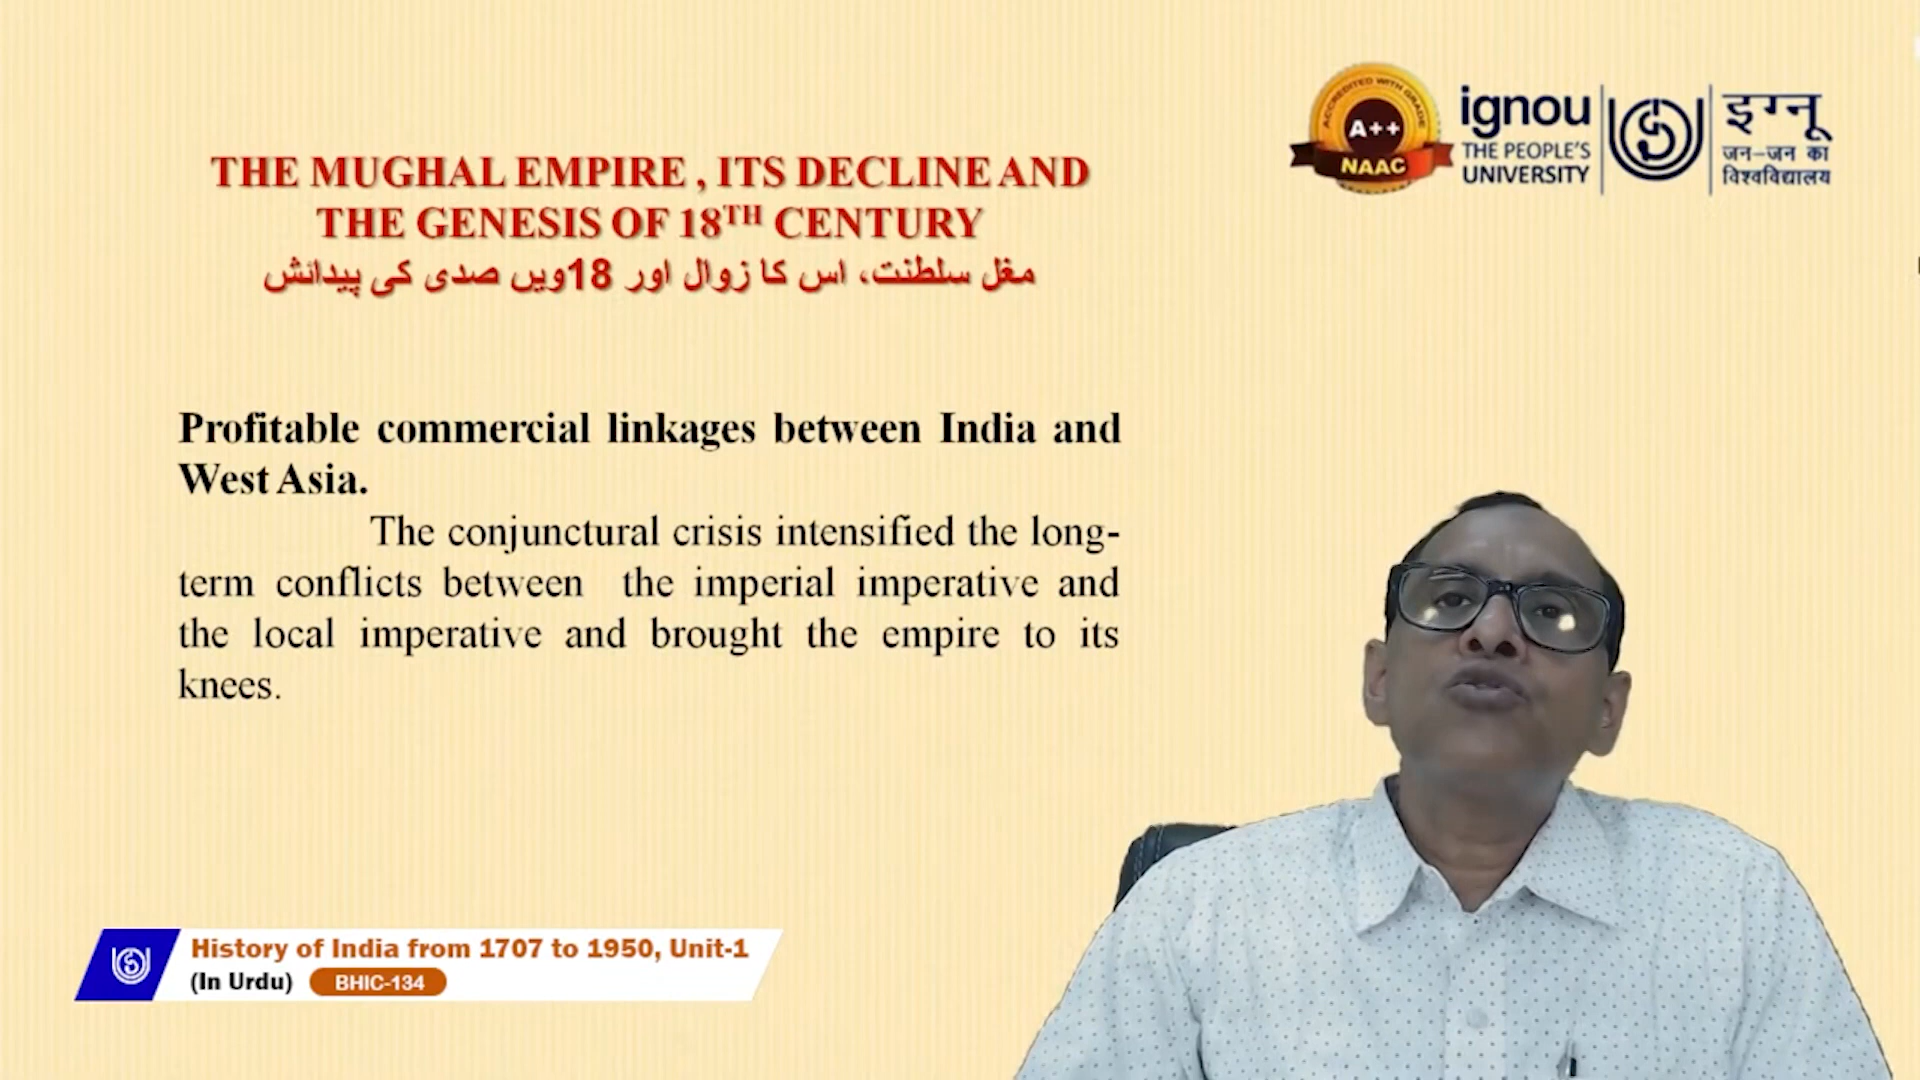 ACCREDITED WITH GRADE
A++
NAAC
ignou
THE PEOPLE'S
UNIVERSITY
इग्नू
जन-जन का
विश्वविद्यालय
THE MUGHAL EMPIRE , ITS DECLINE AND
THE GENESIS OF 18TH CENTURY
مغل سلطنت، اس کا زوال اور 18ویں صدی کی پیدائش
Profitable commercial linkages between India and
West Asia.
The conjunctural crisis intensified the long-
term conflicts between the imperial imperative and
the local imperative and brought the empire to its
knees.
History of India from 1707 to 1950, Unit-1
(In Urdu) BHIC-134